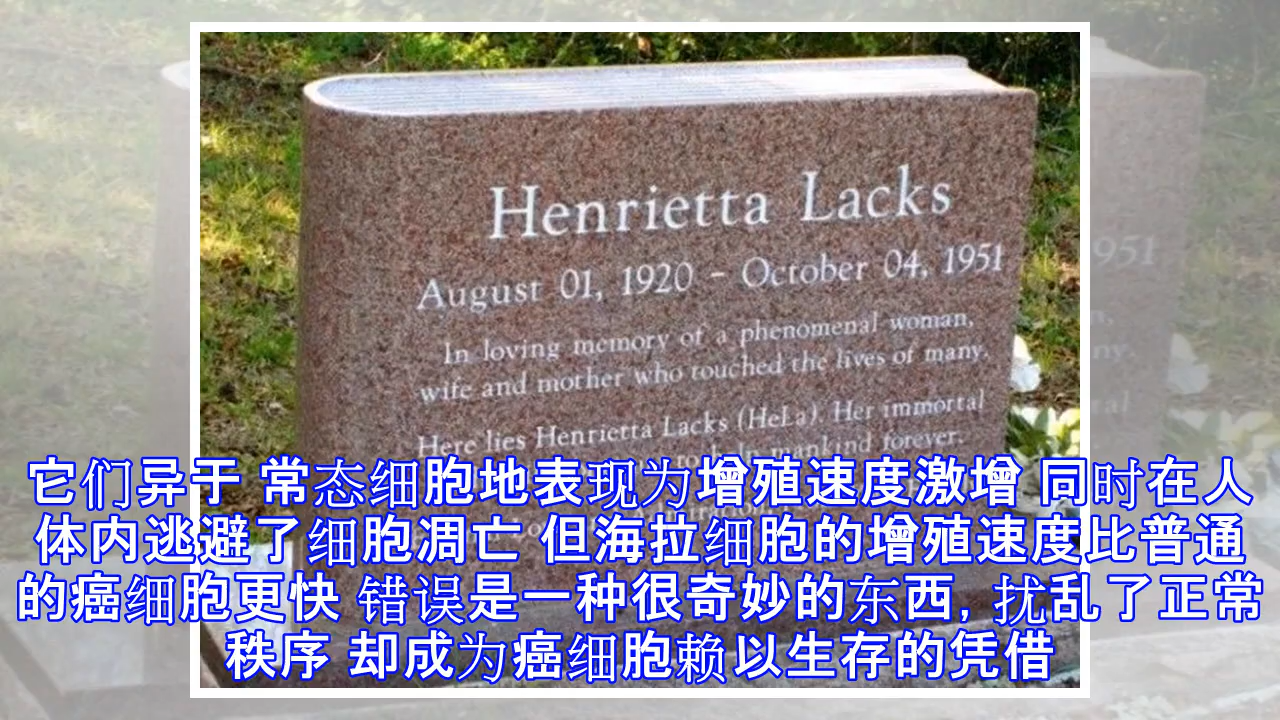 Henrietta Lacks
August 01, 1920 - October 04, 1951
In loving memory of a phenomenal woman,
wife and mother who touched the lives of many.
Here lies Henrietta Lacks (HeLa). Her immortal
forever.
它们异于 常态细胞地表现为增殖速度激增 同时在人
体内逃避了细胞凋亡 但海拉细胞的增殖速度比普通
的癌细胞更快 错误是一种很奇妙的东西, 扰乱了正常
秩序 却成为癌细胞赖以生存的凭借
951